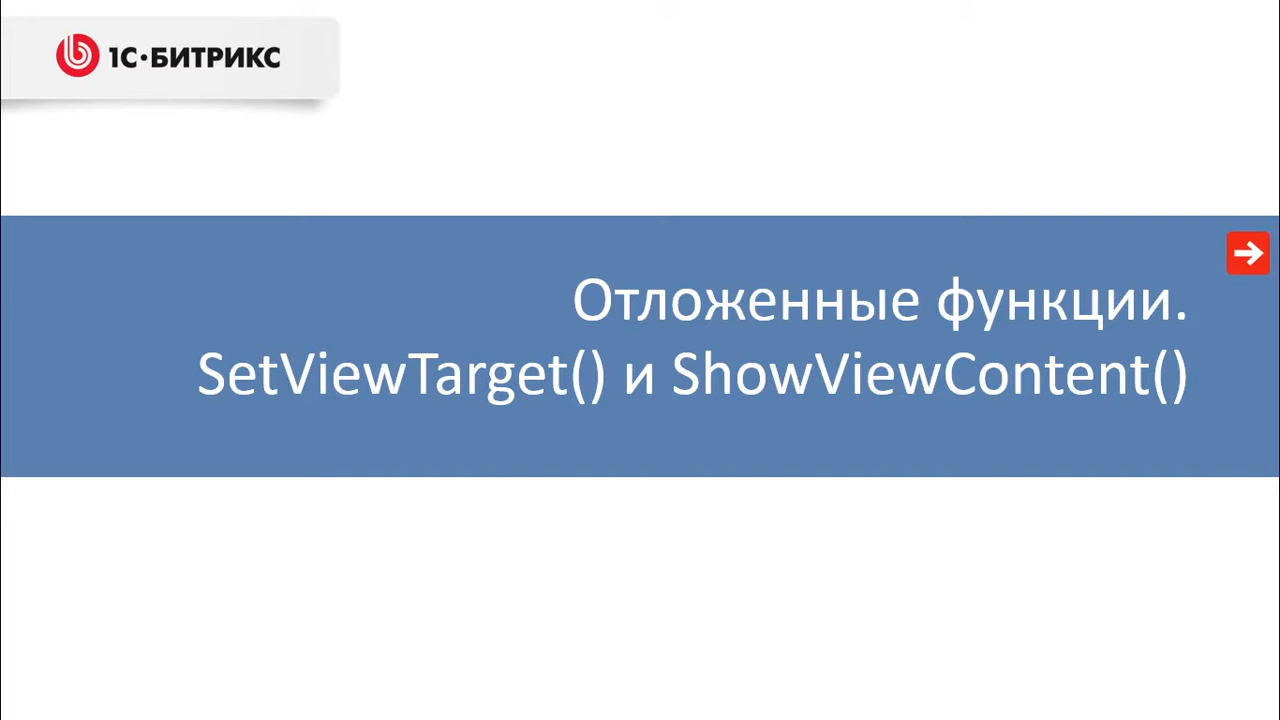 1С·БИТРИКС
Отложенные функции.
SetViewTarget() и ShowViewContent()